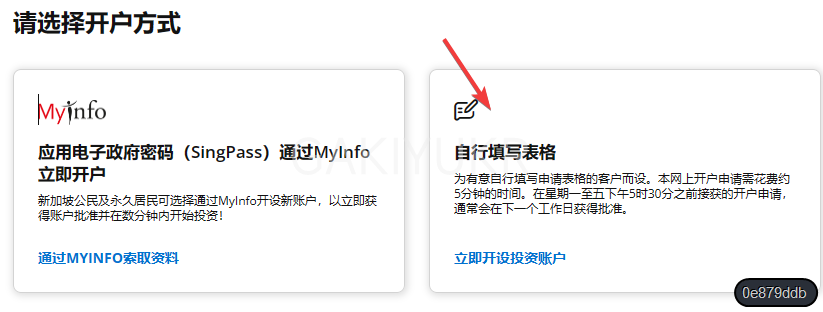 请选择开户方式
MyInfo
应用电子政府密码（SingPass）通过MyInfo
立即开户
新加坡公民及永久居民可选择通过MyInfo开设新账户，以立即获
得账户批准并在数分钟内开始投资！
通过MYINFO索取资料
自行填写表格
为有意自行填写申请表格的客户而设。本网上开户申请需花费约
5分钟的时间。在星期一至五下午5时30分之前接获的开户申请，
通常会在下一个工作日获得批准。
立即开设投资账户
0e879ddb